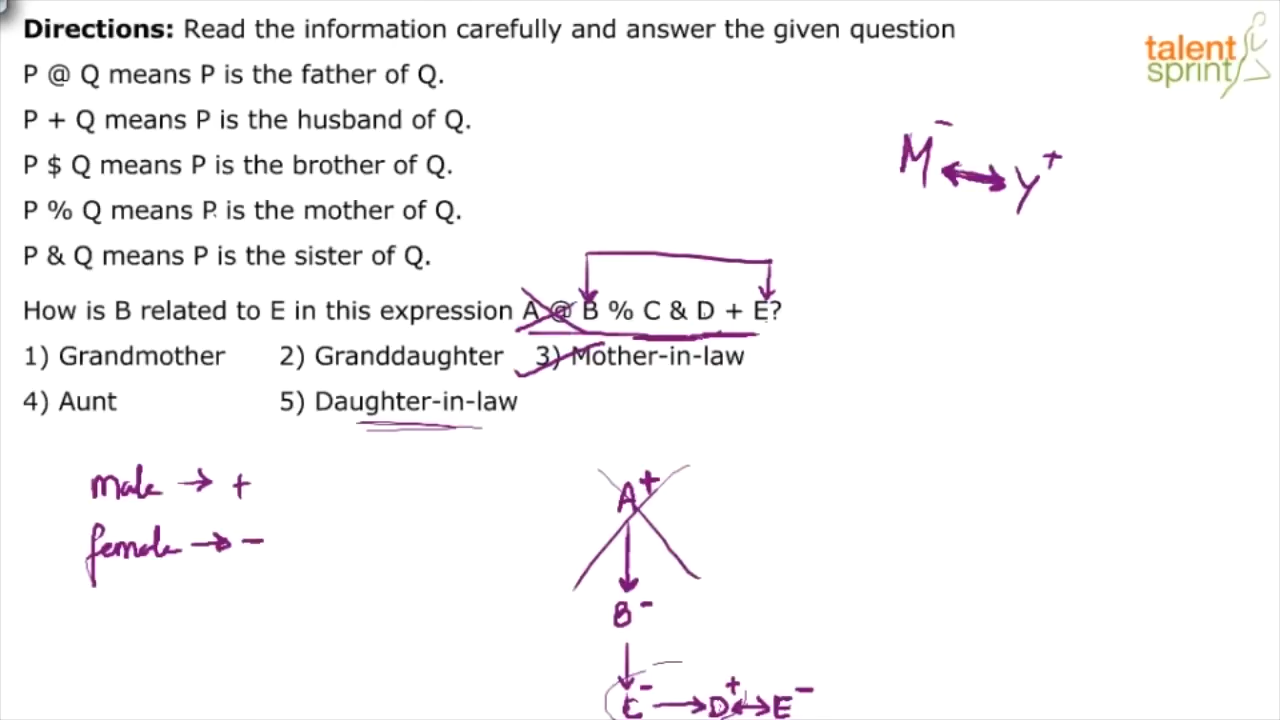 Directions: Read the information carefully and answer the given question
talent
sprint
P @ Q means P is the father of Q.
P + Q means P is the husband of Q.
P $ Q means P is the brother of Q.
P % Q means P is the mother of Q.
P & Q means P is the sister of Q.
M - Y +
How is B related to E in this expression A @ B % C & D + E?
1) Grandmother 2) Granddaughter 3) Mother-in-law
4) Aunt 5) Daughter-in-law
male → +
female → -
A +
B -
C - → D + ↔ E -